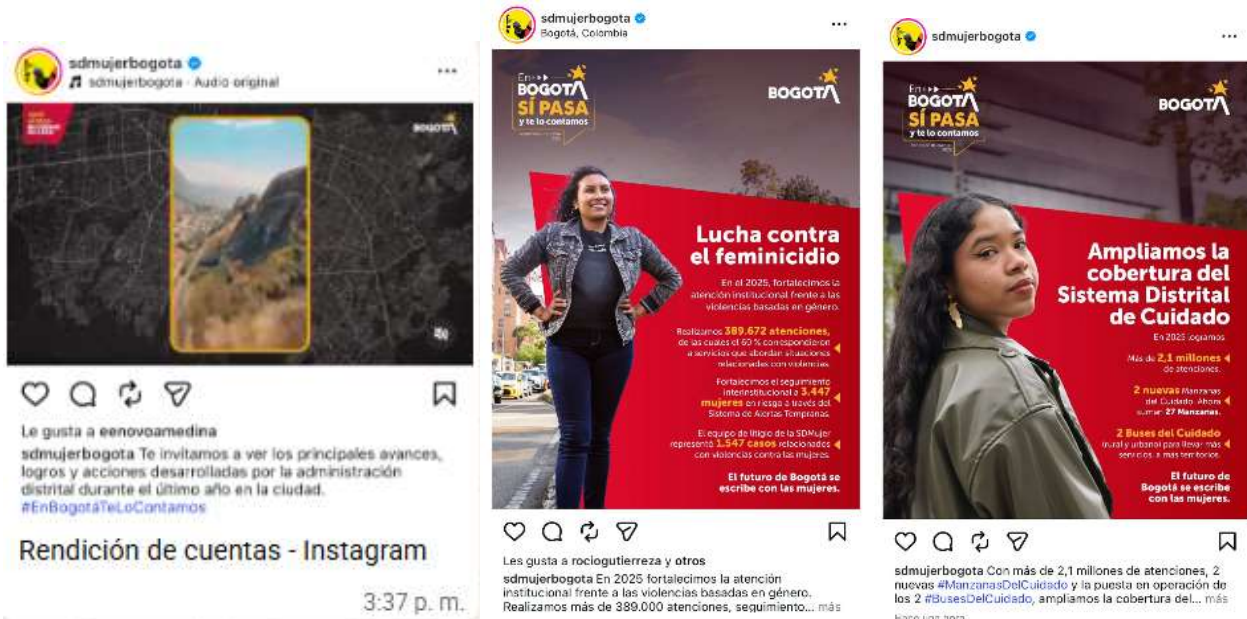 sdmujerbogota
sdmujerbogota · Audio original
BOGOTÁ
Le gusta a eenovoamedina
sdmujerbogota Te invitamos a ver los principales avances,
logros y acciones desarrolladas por la administración
distrital durante el último año en la ciudad.
#EnBogotáTeLoContamos
Rendición de cuentas - Instagram
3:37 p. m.
sdmujerbogota
Bogotá, Colombia
En
BOGOTÁ
SÍ PASA
y te lo contamos
BOGOTÁ
Lucha contra
el feminicidio
En el 2025, fortalecimos la
atención institucional frente a las
violencias basadas en género.
Realizamos 389.672 atenciones,
de las cuales el 60 % correspondieron
a servicios que abordan situaciones
relacionadas con violencias.
Fortalecimos el seguimiento
interinstitucional a 3.447
mujeres en riesgo a través del
Sistema de Alertas Tempranas.
El equipo de litigio de la SDMujer
representó 1.547 casos relacionados
con violencias contra las mujeres.
El futuro de Bogotá se
escribe con las mujeres.
Les gusta a rociogutierreza y otros
sdmujerbogota En 2025 fortalecimos la atención
institucional frente a las violencias basadas en género.
Realizamos más de 389.000 atenciones, seguimiento... más
sdmujerbogota
En
BOGOTÁ
SÍ PASA
y te lo contamos
BOGOTÁ
Ampliamos la
cobertura del
Sistema Distrital
de Cuidado
En 2025 logramos
Más de 2,1 millones
de atenciones.
2 nuevas Manzanas
del Cuidado. Ahora
suman 27 Manzanas.
2 Buses del Cuidado
(rural y urbano) para llevar más
servicios, a más territorios.
El futuro de
Bogotá se escribe
con las mujeres.
sdmujerbogota Con más de 2,1 millones de atenciones, 2
nuevas #ManzanasDelCuidado y la puesta en operación de
los 2 #BusesDelCuidado, ampliamos la cobertura del... más
Hace una hora